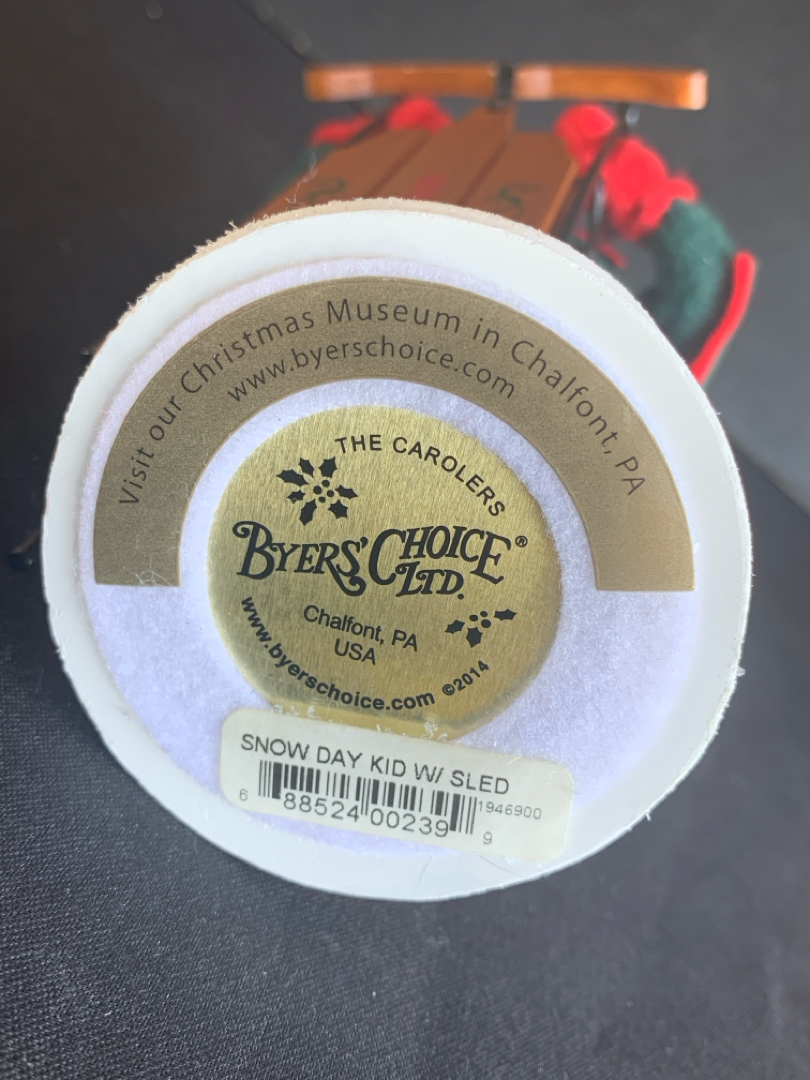 Visit our Christmas Museum in Chalfont, PA
www.byerschoice.com
THE CAROLERS
BYERS' CHOICE®
LTD.
Chalfont, PA
USA
www.byerschoice.com ©2014
SNOW DAY KID W/ SLED
1946900
6 88524 00239 9